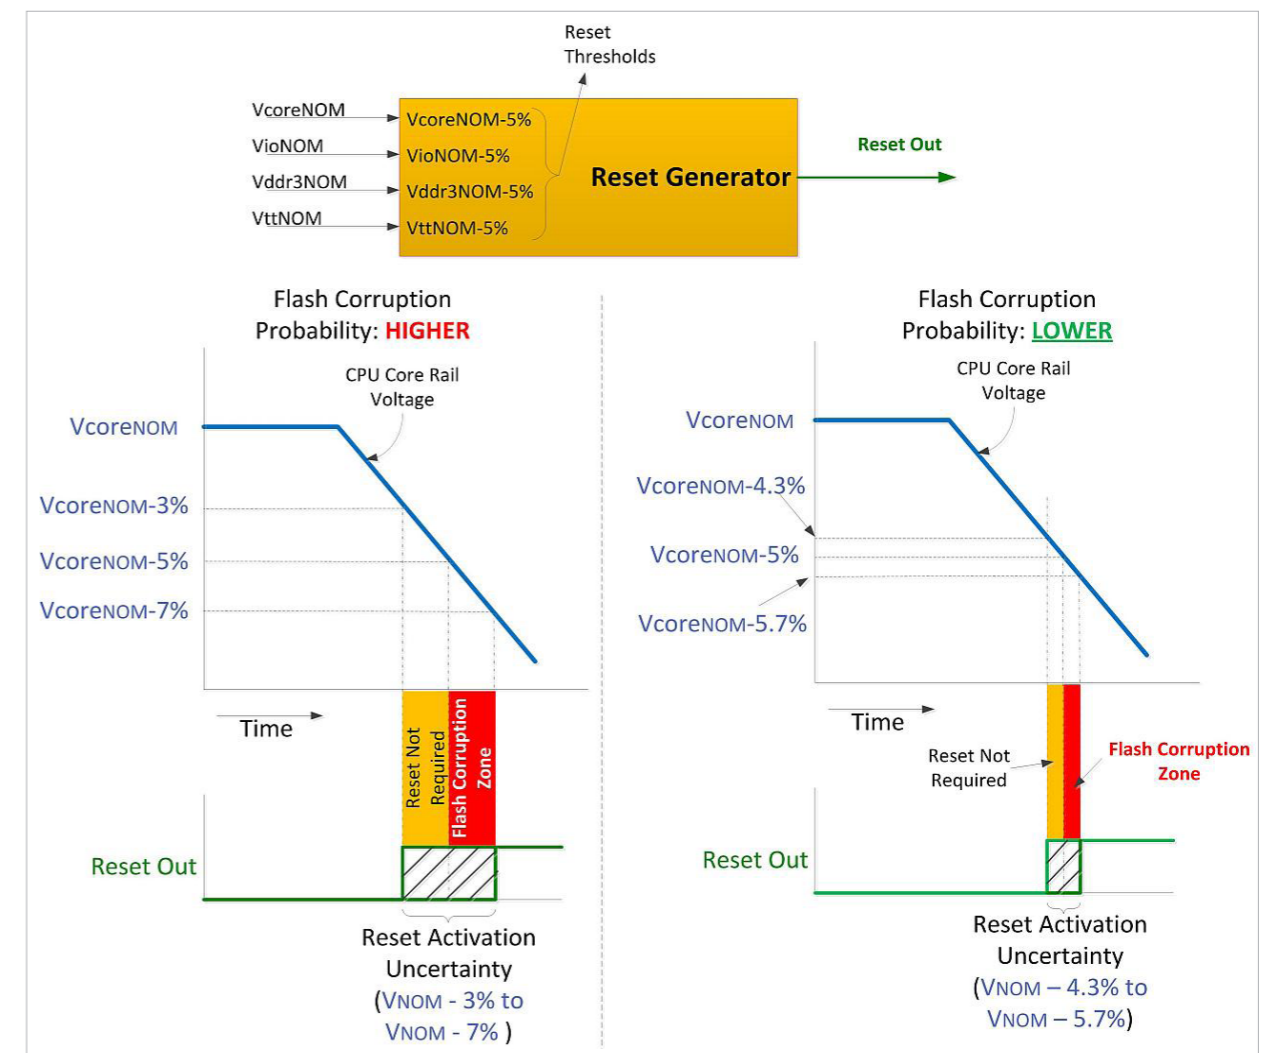 Reset
Thresholds
VcoreNOM
VioNOM
Vddr3NOM
VttNOM
VcoreNOM-5%
VioNOM-5%
Vddr3NOM-5%
VttNOM-5%
Reset Generator
Reset Out
Flash Corruption
Probability: HIGHER
CPU Core Rail
Voltage
VcoreNOM
VcoreNOM-3%
VcoreNOM-5%
VcoreNOM-7%
Time
Reset Not
Required
Flash Corruption
Zone
Reset Out
Reset Activation
Uncertainty
(VNOM - 3% to
VNOM - 7% )
Flash Corruption
Probability: LOWER
CPU Core Rail
Voltage
VcoreNOM
VcoreNOM-4.3%
VcoreNOM-5%
VcoreNOM-5.7%
Time
Reset Not
Required
Flash Corruption
Zone
Reset Out
Reset Activation
Uncertainty
(VNOM – 4.3% to
VNOM – 5.7%)